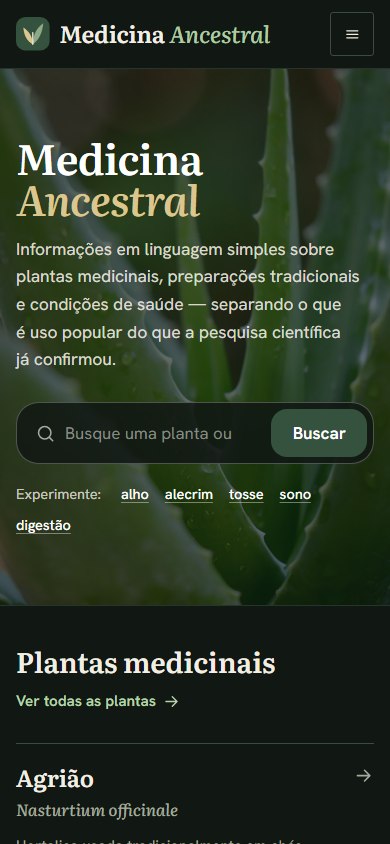 Medicina Ancestral
Medicina
Ancestral
Informações em linguagem simples sobre
plantas medicinais, preparações tradicionais
e condições de saúde — separando o que
é uso popular do que a pesquisa científica
já confirmou.
Busque uma planta ou
Buscar
Experimente: alho alecrim tosse sono
digestão
Plantas medicinais
Ver todas as plantas →
Agrião →
Nasturtium officinale